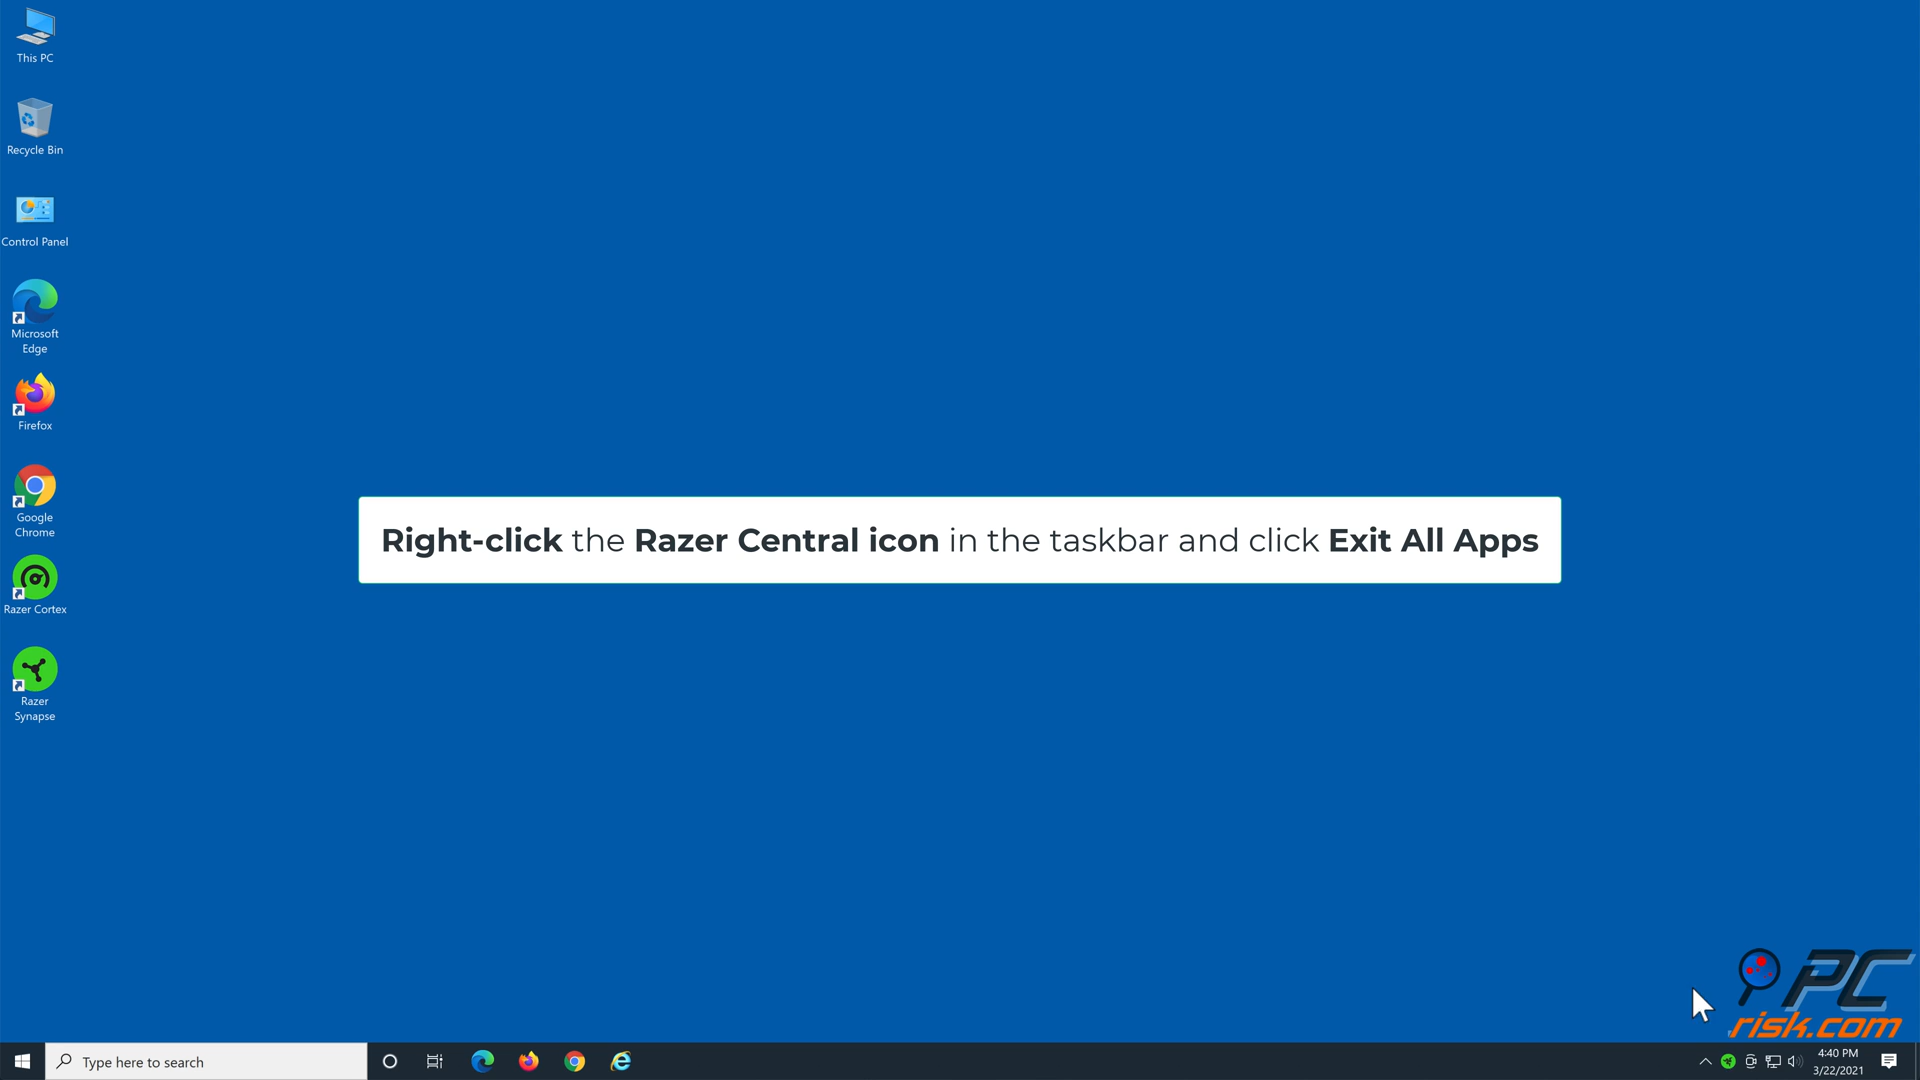 This PC
Recycle Bin
Control Panel
Microsoft
Edge
Firefox
Google
Chrome
Razer Cortex
Razer
Synapse
Right-click the Razer Central icon in the taskbar and click Exit All Apps
PC
risk.com
Type here to search
4:40 PM
3/22/2021